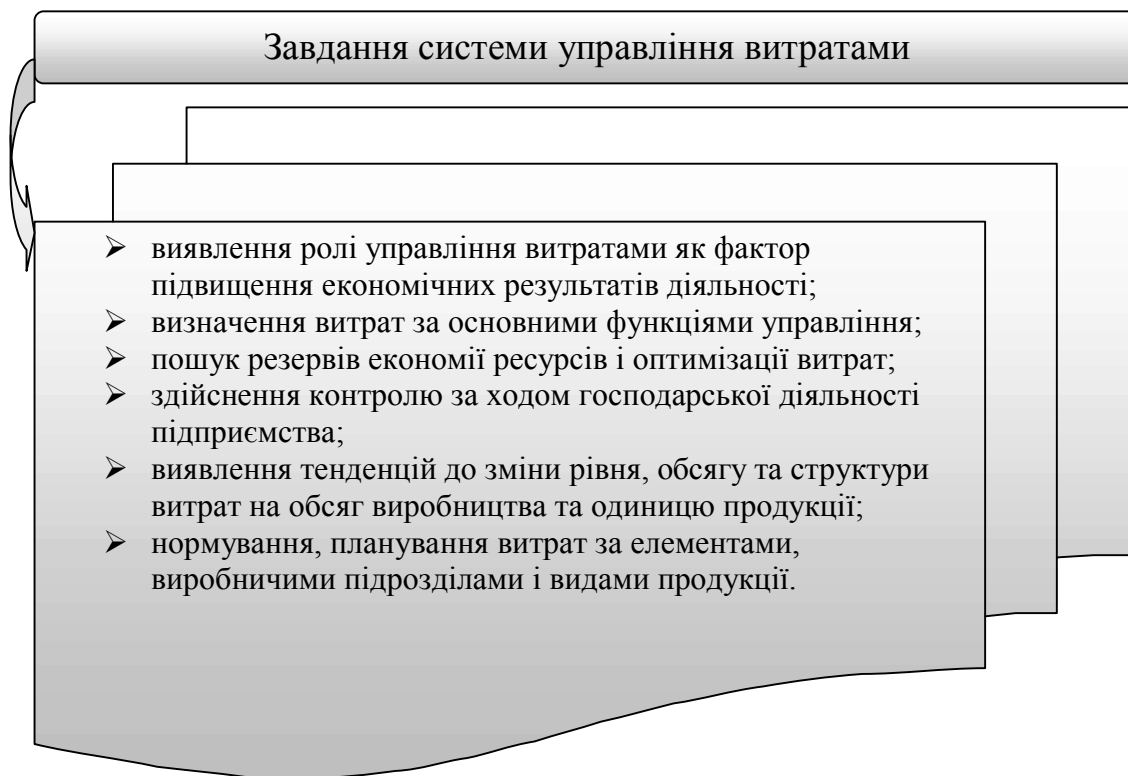 Завдання системи управління витратами
➢ виявлення ролі управління витратами як фактор
підвищення економічних результатів діяльності;
➢ визначення витрат за основними функціями управління;
➢ пошук резервів економії ресурсів і оптимізації витрат;
➢ здійснення контролю за ходом господарської діяльності
підприємства;
➢ виявлення тенденцій до зміни рівня, обсягу та структури
витрат на обсяг виробництва та одиницю продукції;
➢ нормування, планування витрат за елементами,
виробничими підрозділами і видами продукції.